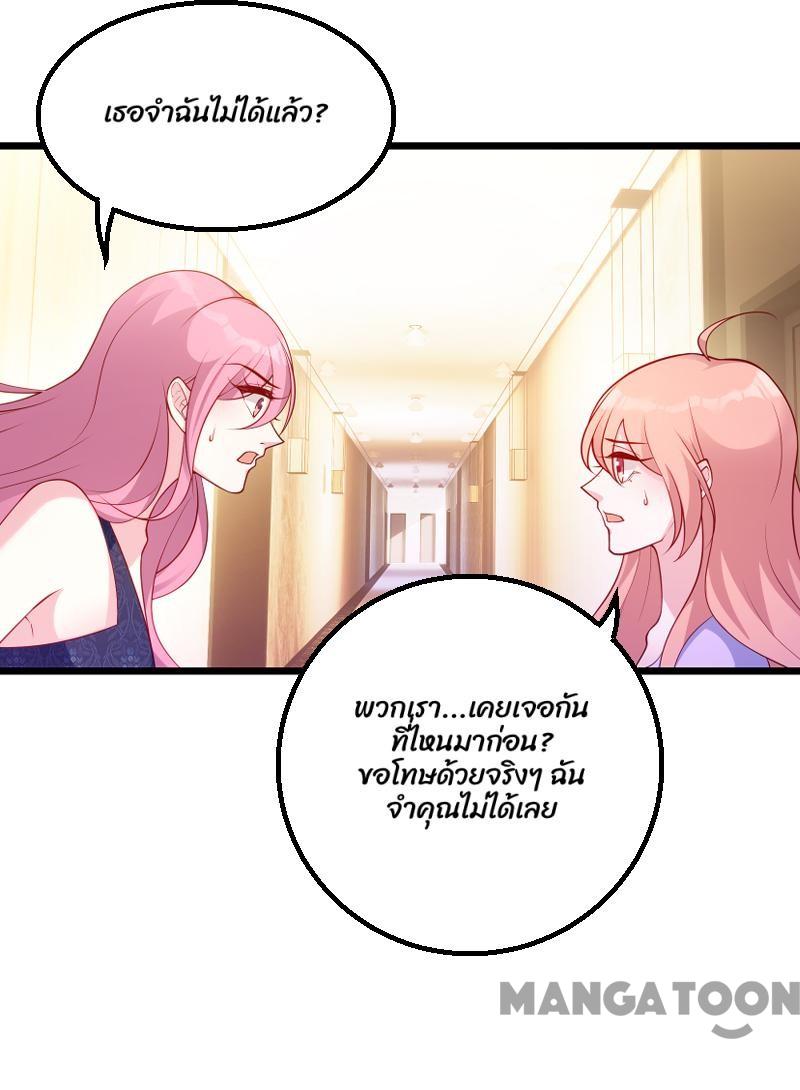 เธอจำฉันไม่ได้แล้ว?
พวกเรา...เคยเจอกัน
ที่ไหนมาก่อน?
ขอโทษด้วยจริงๆ ฉัน
จำคุณไม่ได้เลย
MANGATOON